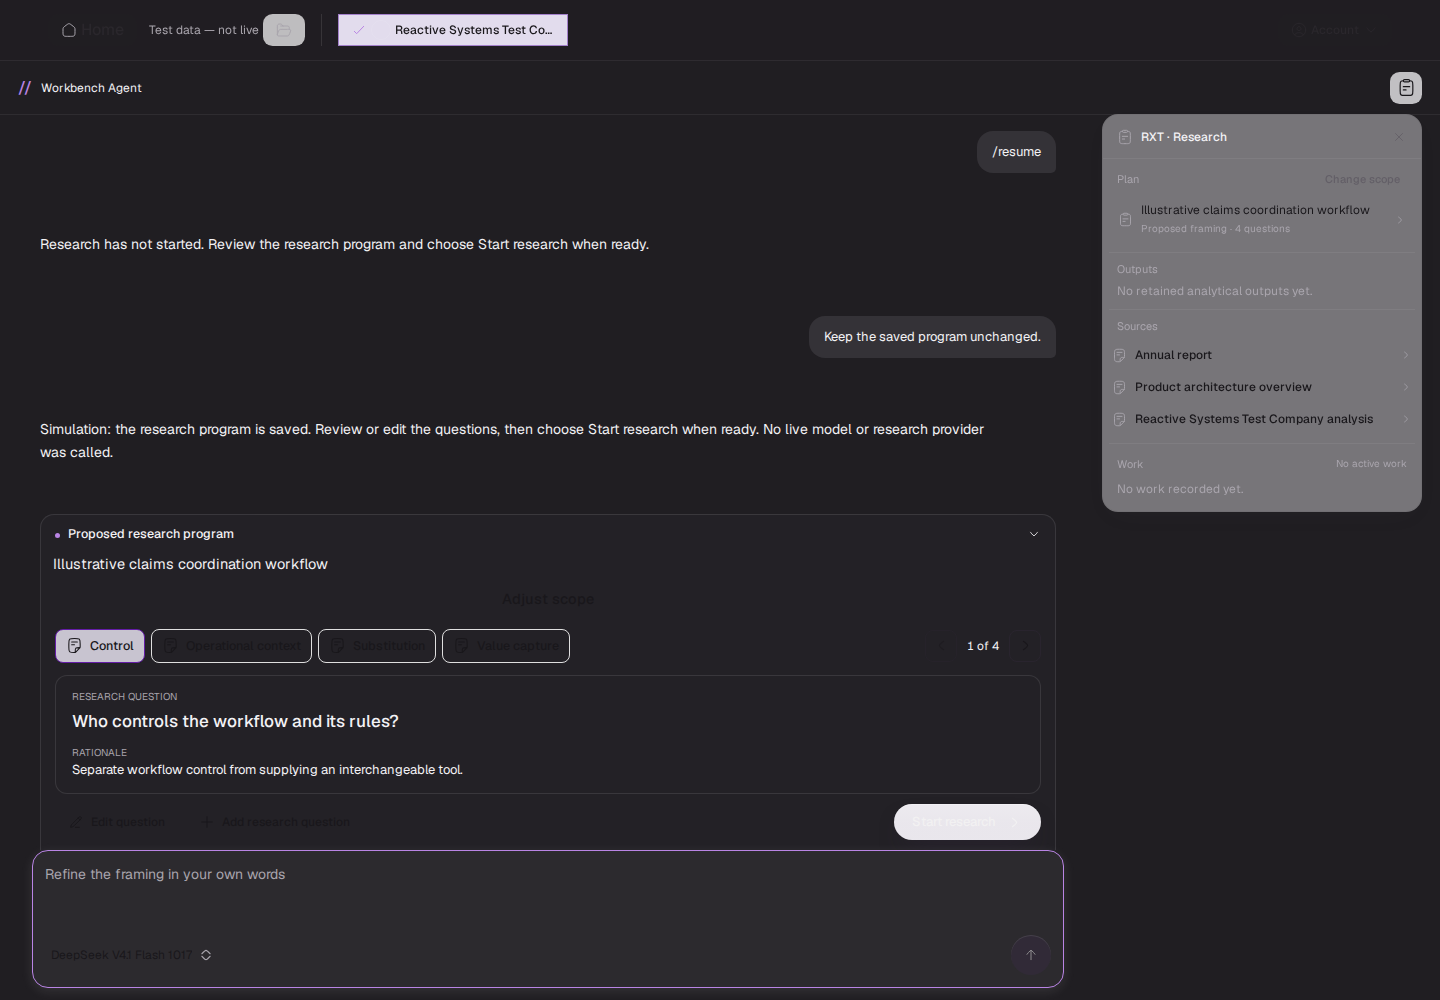 Home
Test data — not live
Reactive Systems Test Co...
Account
// Workbench Agent
/resume
Research has not started. Review the research program and choose Start research when ready.
Keep the saved program unchanged.
Simulation: the research program is saved. Review or edit the questions, then choose Start research when ready. No live model or research provider
was called.
Proposed research program
Illustrative claims coordination workflow
Adjust scope
Control
Operational context
Substitution
Value capture
1 of 4
RESEARCH QUESTION
Who controls the workflow and its rules?
RATIONALE
Separate workflow control from supplying an interchangeable tool.
Edit question
Add research question
Start research
Refine the framing in your own words
DeepSeek V4.1 Flash 1017
RXT · Research
Plan
Change scope
Illustrative claims coordination workflow
Proposed framing · 4 questions
Outputs
No retained analytical outputs yet.
Sources
Annual report
Product architecture overview
Reactive Systems Test Company analysis
Work
No active work
No work recorded yet.